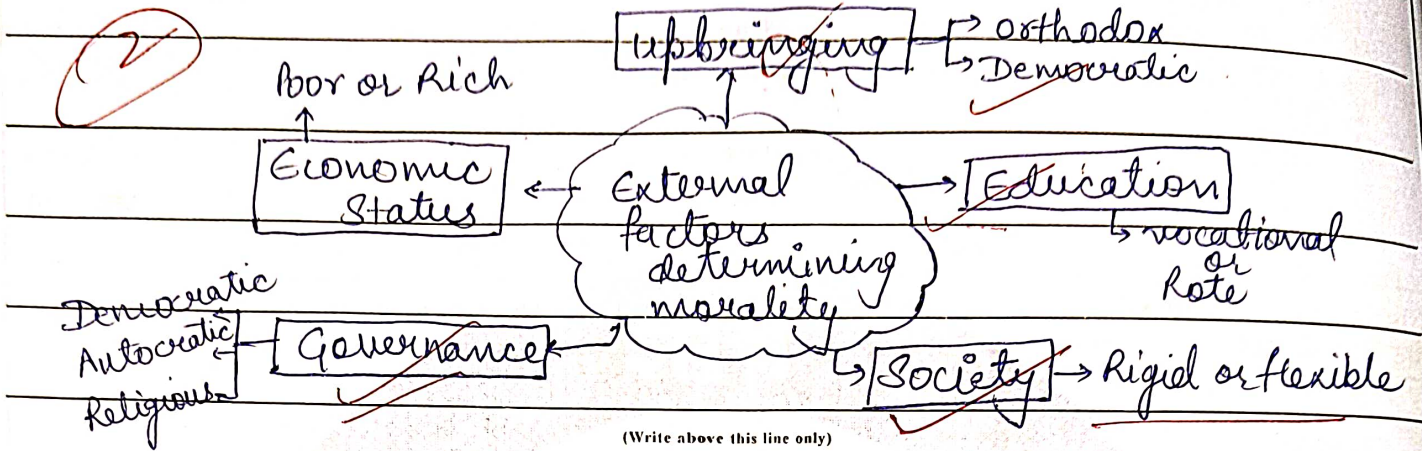 2
Upbringing
Orthodox
Democratic
Poor or Rich
Economic
Status
External
factors
determining
morality
Education
vocational
or
Rote
Democratic
Autocratic
Religious
Governance
Society
Rigid or flexible
(Write above this line only)